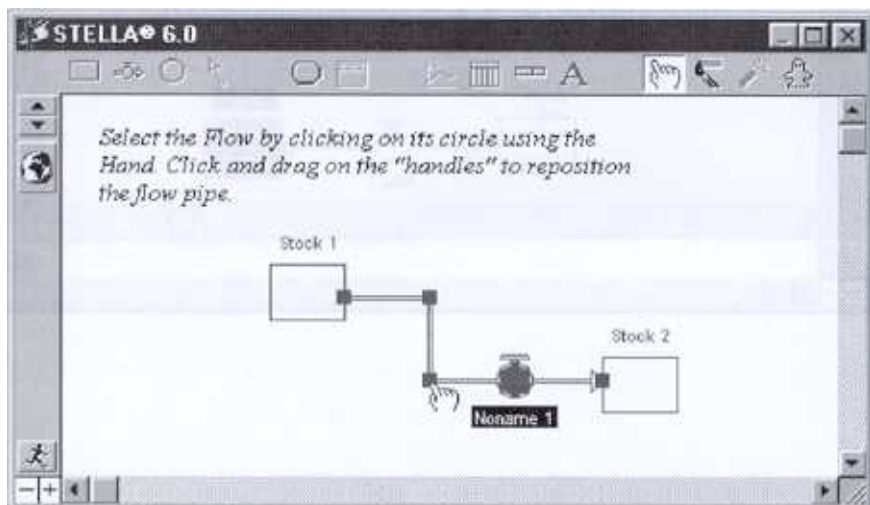 STELLA® 6.0
A
Select the Flow by clicking on its circle using the
Hand. Click and drag on the "handles" to reposition
the flow pipe.
Stock 1
Stock 2
Noname 1